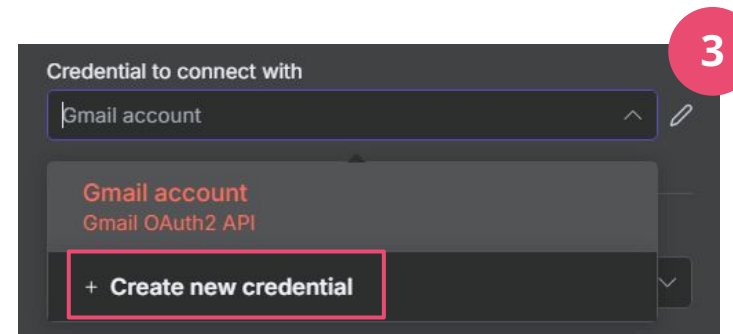 3
Credential to connect with
Gmail account
Gmail account
Gmail OAuth2 API
+ Create new credential